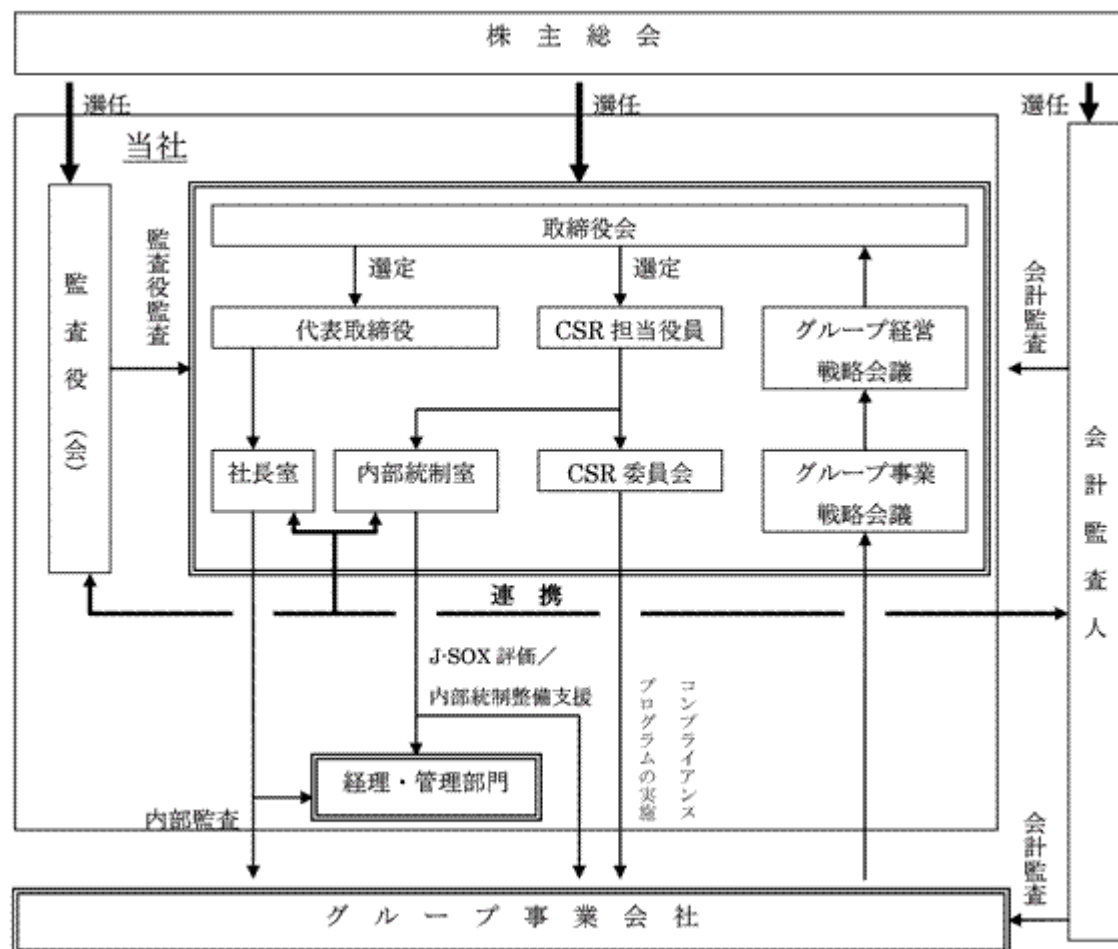 株主総会
選任
選任
選任
当社
監査役(会)
監査役監査
取締役会
選定
選定
代表取締役
CSR 担当役員
グループ経営
戦略会議
会計監査
社長室
内部統制室
CSR 委員会
グループ事業
戦略会議
会計監査人
連携
J-SOX 評価／
内部統制整備支援
コンプライアンス
プログラムの実施
経理・管理部門
内部監査
会計監査
グループ事業会社